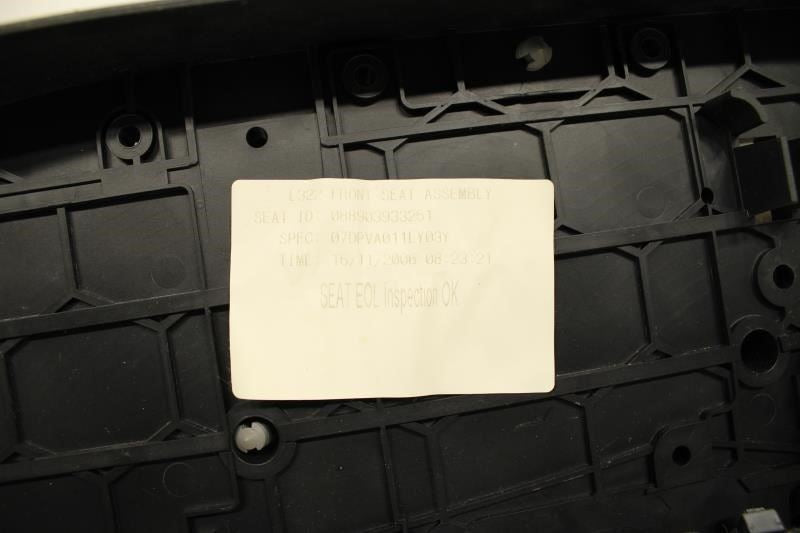 L322 FRONT SEAT ASSEMBLY
SEAT ID: 088903933261
SPEC: 07DPVA011LY03Y
TIME: 16/11/2006 08:23:21
SEAT EOL Inspection OK